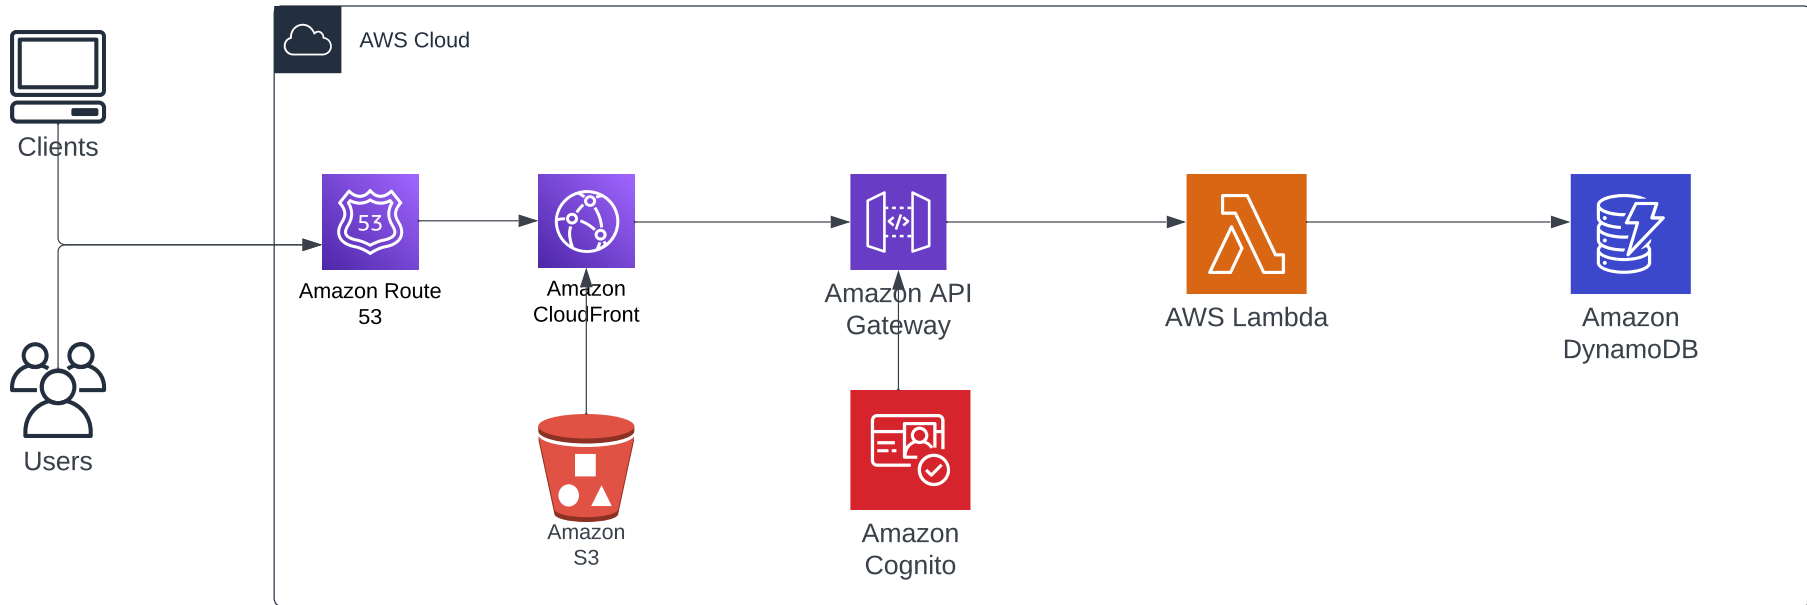 AWS Cloud
Clients
53
Amazon Route
53
Amazon
CloudFront
Amazon API
Gateway
AWS Lambda
Amazon
DynamoDB
Users
Amazon
S3
Amazon
Cognito